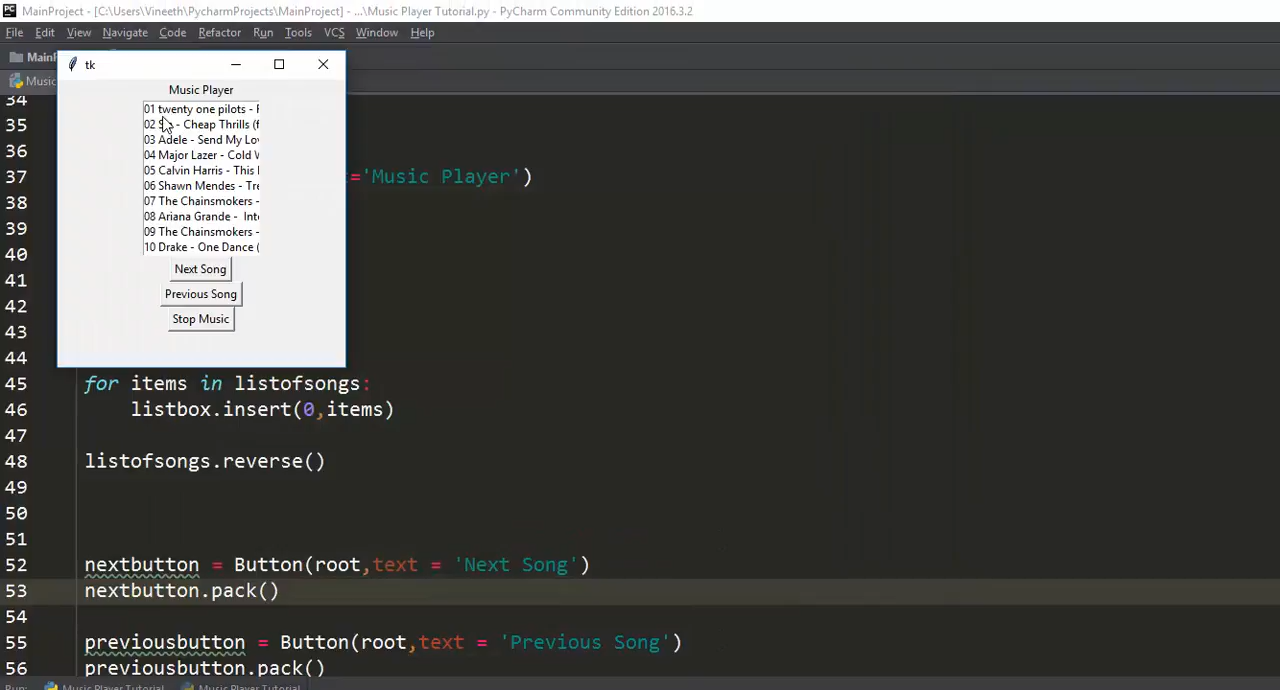 MainProject - [C:\Users\Vineeth\PycharmProjects\MainProject] - ...\Music Player Tutorial.py - PyCharm Community Edition 2016.3.2
File Edit View Navigate Code Refactor Run Tools VCS Window Help
Music
tk
Music Player
01 twenty one pilots -
02 - Cheap Thrills (f
03 Adele - Send My Lo
04 Major Lazer - Cold
05 Calvin Harris - This
06 Shawn Mendes - Tre
07 The Chainsmokers -
08 Ariana Grande - Int
09 The Chainsmokers -
10 Drake - One Dance (
Next Song
Previous Song
Stop Music
34
35
36
37 ='Music Player')
38
39
40
41
42
43
44
45 for items in listofsongs:
46 listbox.insert(0,items)
47
48 listofsongs.reverse()
49
50
51
52 nextbutton = Button(root,text = 'Next Song')
53 nextbutton.pack()
54
55 previousbutton = Button(root,text = 'Previous Song')
56 previousbutton.pack()
Run: Music Player Tutorial Music Player Tutorial